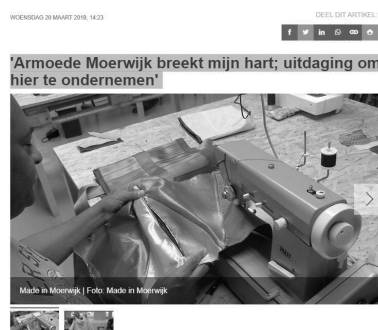 WOENSDAG 28 MAART 2018, 14:23
DEEL DIT ARTIKEL:
'Armoede Moerwijk breekt mijn hart; uitdaging om
hier te ondernemen'
Made in Moerwijk | Foto: Made in Moerwijk